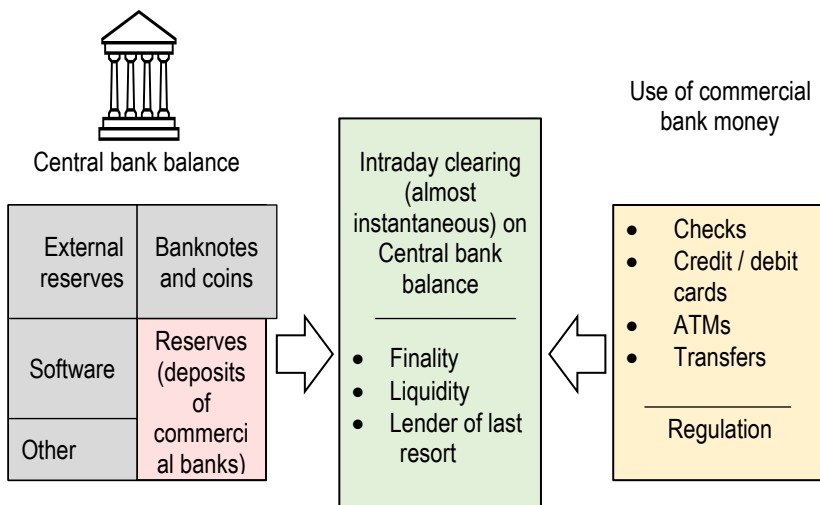 Central bank balance
External
reserves
Banknotes
and coins
Software
Other
Reserves
(deposits
of
commerci
al banks)
Intraday clearing
(almost
instantaneous) on
Central bank
balance
• Finality
• Liquidity
• Lender of last
resort
Use of commercial
bank money
• Checks
• Credit / debit
cards
• ATMs
• Transfers
Regulation